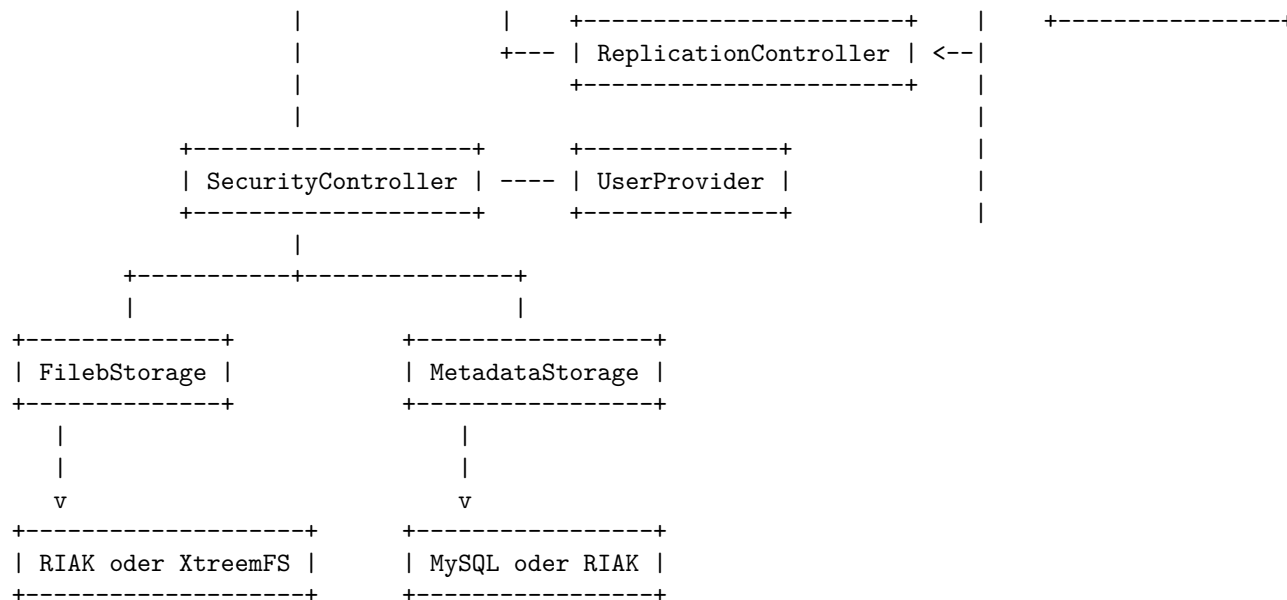 ReplicationController
SecurityController
UserProvider
FilebStorage
MetadataStorage
RIAK oder XtreemFS
MySQL oder RIAK